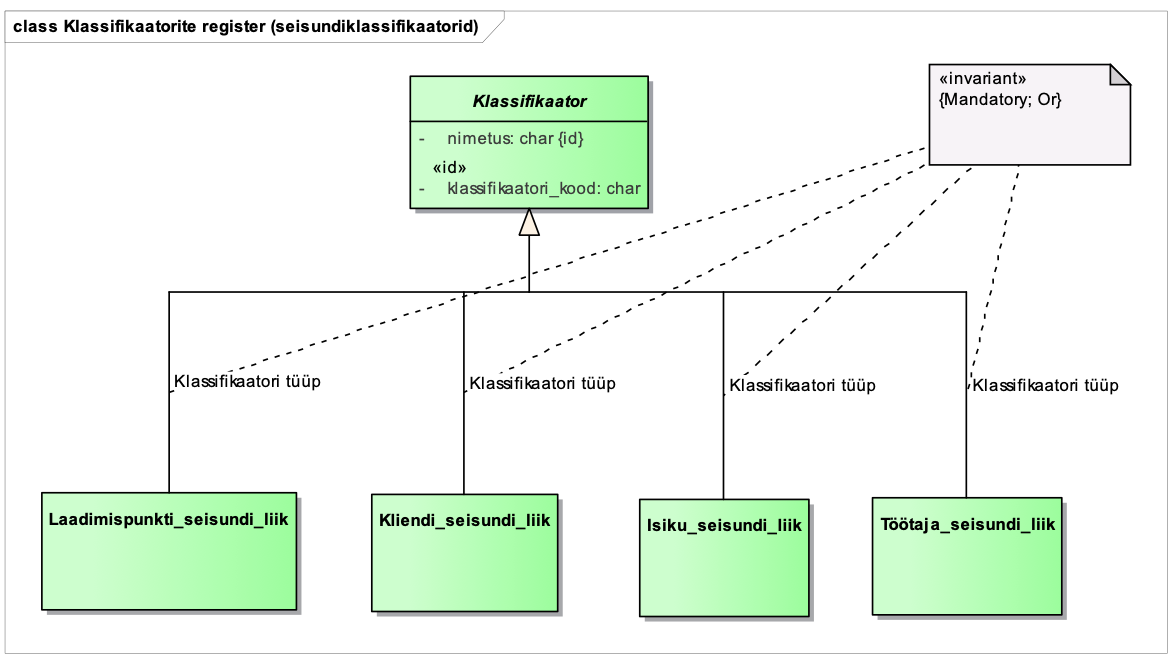 class Klassifikaatorite register (seisundiklassifikaatorid)
«invariant»
{Mandatory; Or}
Klassifikaator
- nimetus: char {id}
«id»
- klassifikaatori_kood: char
Klassifikaatori tüüp
Klassifikaatori tüüp
Klassifikaatori tüüp
Klassifikaatori tüüp
Laadimispunkti_seisundi_liik
Kliendi_seisundi_liik
Isiku_seisundi_liik
Töötaja_seisundi_liik